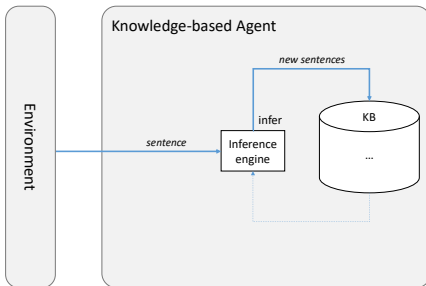 Knowledge-based Agent
new sentences
Environment
infer
KB
sentence
Inference
engine
...